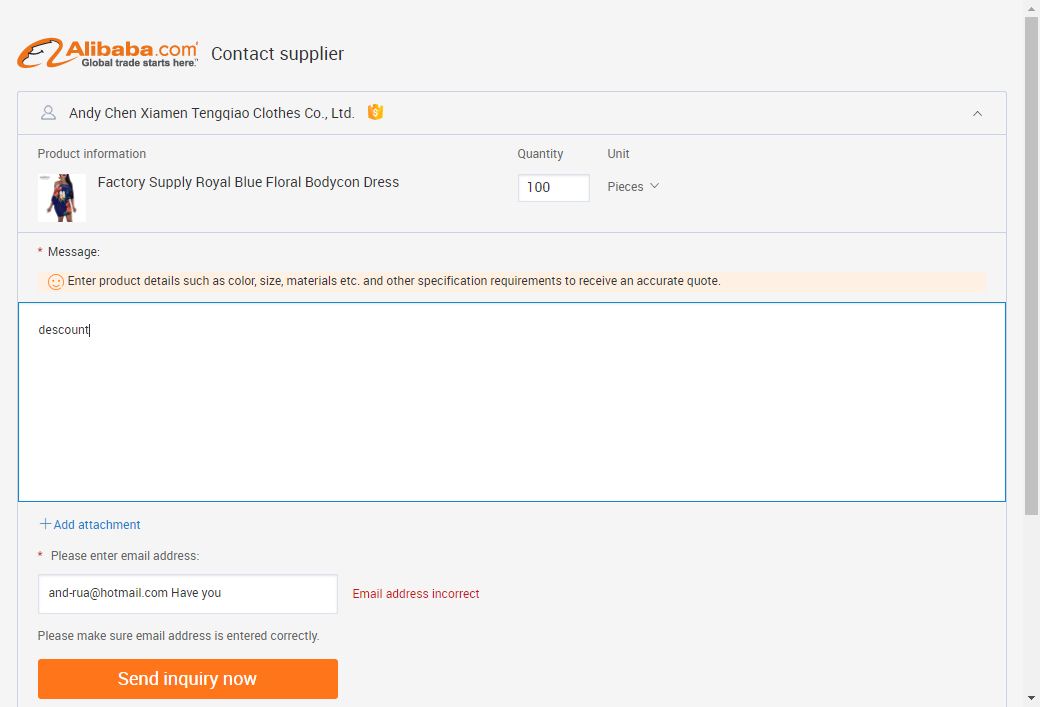 Alibaba.com
Global trade starts here.™
Contact supplier
Andy Chen Xiamen Tengqiao Clothes Co., Ltd.
Product information
Quantity
Unit
Factory Supply Royal Blue Floral Bodycon Dress
100
Pieces
* Message:
Enter product details such as color, size, materials etc. and other specification requirements to receive an accurate quote.
descount
+Add attachment
* Please enter email address:
and-rua@hotmail.com Have you
Email address incorrect
Please make sure email address is entered correctly.
Send inquiry now